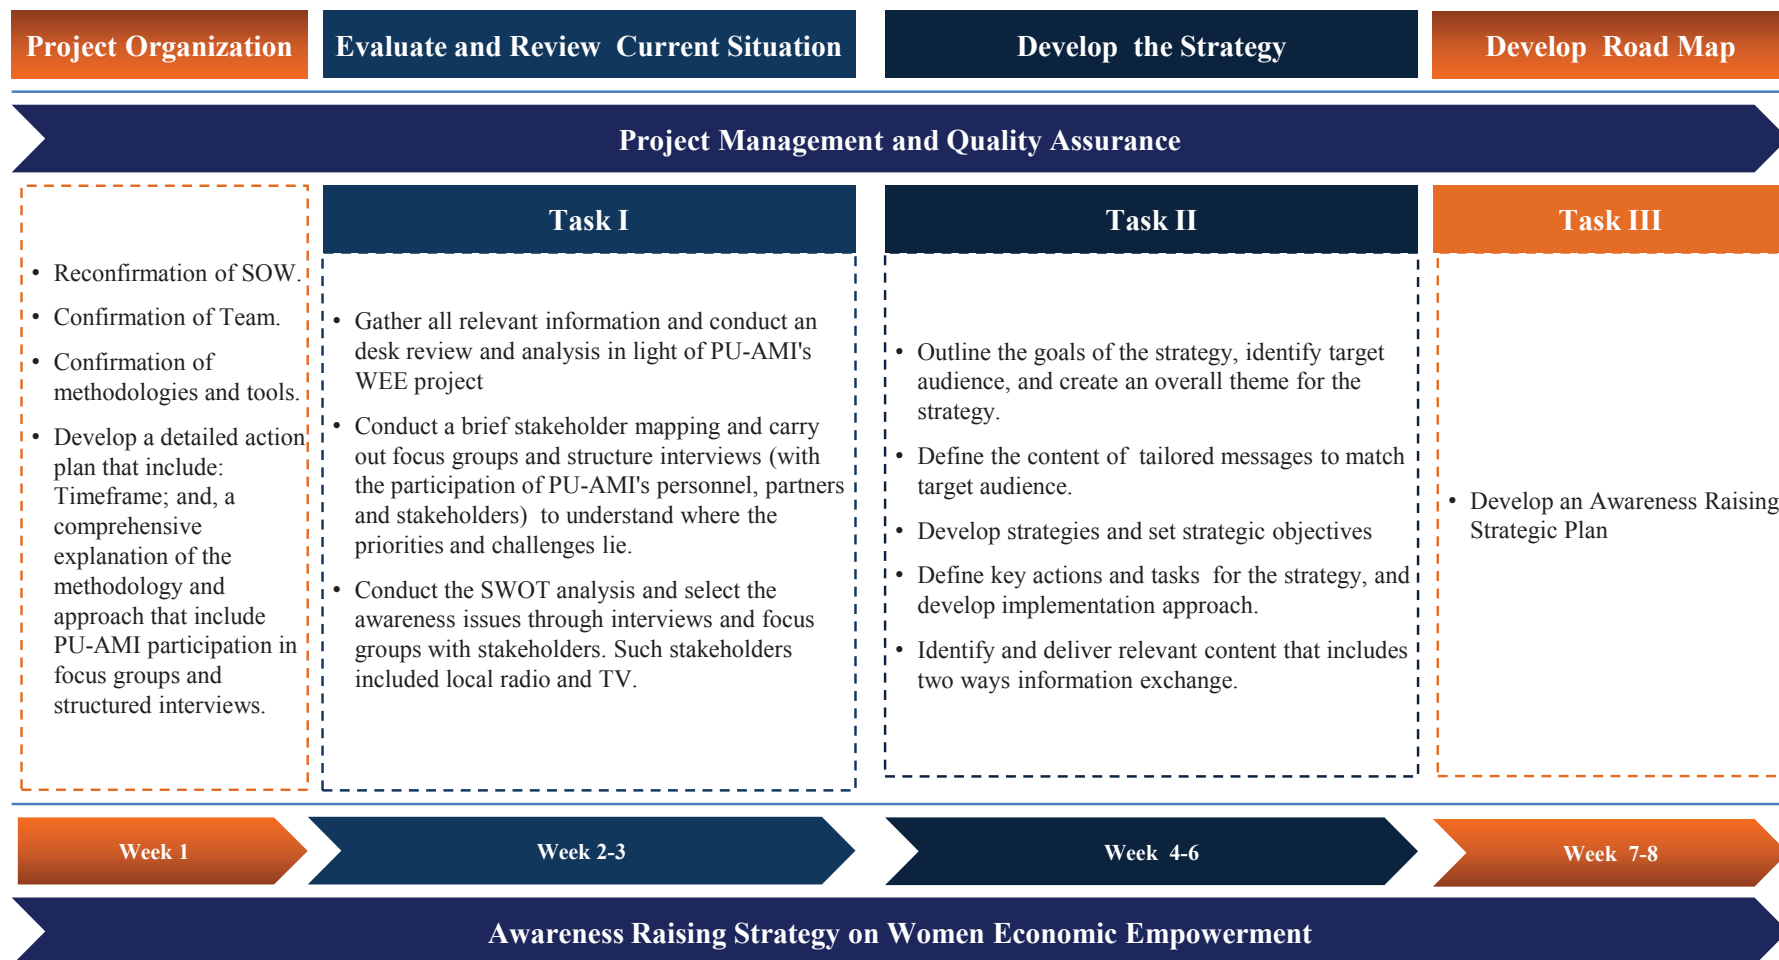 Project Organization
Evaluate and Review Current Situation
Develop the Strategy
Develop Road Map
Project Management and Quality Assurance
• Reconfirmation of SOW.
• Confirmation of Team.
• Confirmation of
methodologies and tools.
• Develop a detailed action
plan that include:
Timeframe; and, a
comprehensive
explanation of the
methodology and
approach that include
PU-AMI participation in
focus groups and
structured interviews.
Task I
• Gather all relevant information and conduct an
desk review and analysis in light of PU-AMI's
WEE project
• Conduct a brief stakeholder mapping and carry
out focus groups and structure interviews (with
the participation of PU-AMI's personnel, partners
and stakeholders) to understand where the
priorities and challenges lie.
• Conduct the SWOT analysis and select the
awareness issues through interviews and focus
groups with stakeholders. Such stakeholders
included local radio and TV.
Task II
• Outline the goals of the strategy, identify target
audience, and create an overall theme for the
strategy.
• Define the content of tailored messages to match
target audience.
• Develop strategies and set strategic objectives
• Define key actions and tasks for the strategy, and
develop implementation approach.
• Identify and deliver relevant content that includes
two ways information exchange.
Task III
• Develop an Awareness Raising
Strategic Plan
Week 1
Week 2-3
Week 4-6
Week 7-8
Awareness Raising Strategy on Women Economic Empowerment